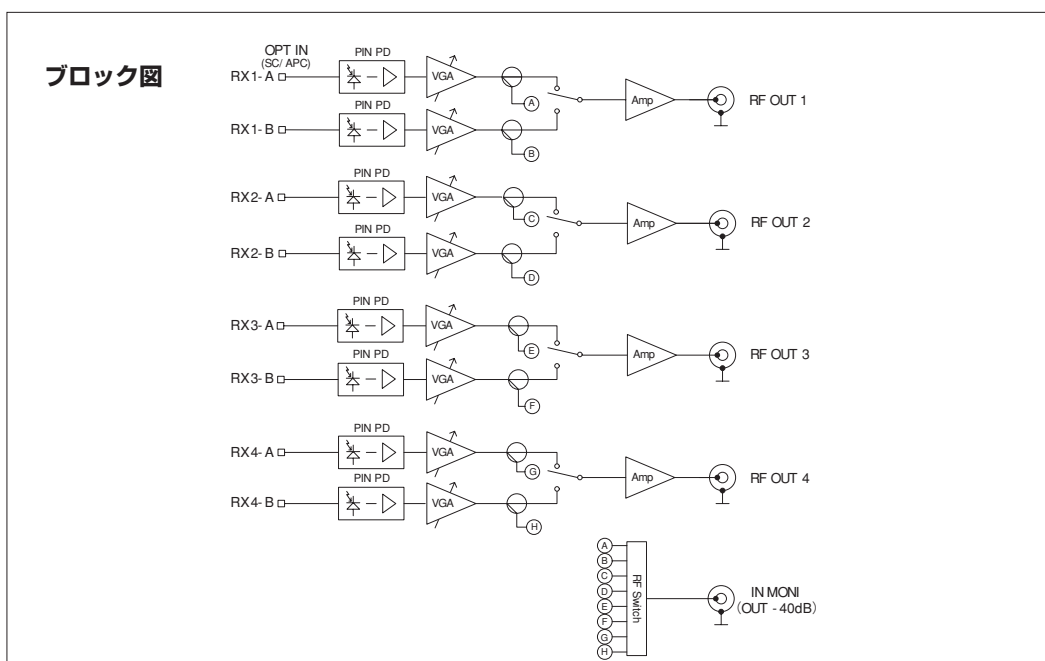 ブロック図
OPT IN
(SC/ APC)
PIN PD
RX1- A
VGA
A
Amp
RF OUT 1
PIN PD
RX1- B
VGA
B
PIN PD
RX2- A
VGA
C
Amp
RF OUT 2
PIN PD
RX2- B
VGA
D
PIN PD
RX3- A
VGA
E
Amp
RF OUT 3
PIN PD
RX3- B
VGA
F
PIN PD
RX4- A
VGA
G
Amp
RF OUT 4
PIN PD
RX4- B
VGA
H
A
B
C
D
E
F
G
H
RF Switch
IN MONI
(OUT - 40dB)